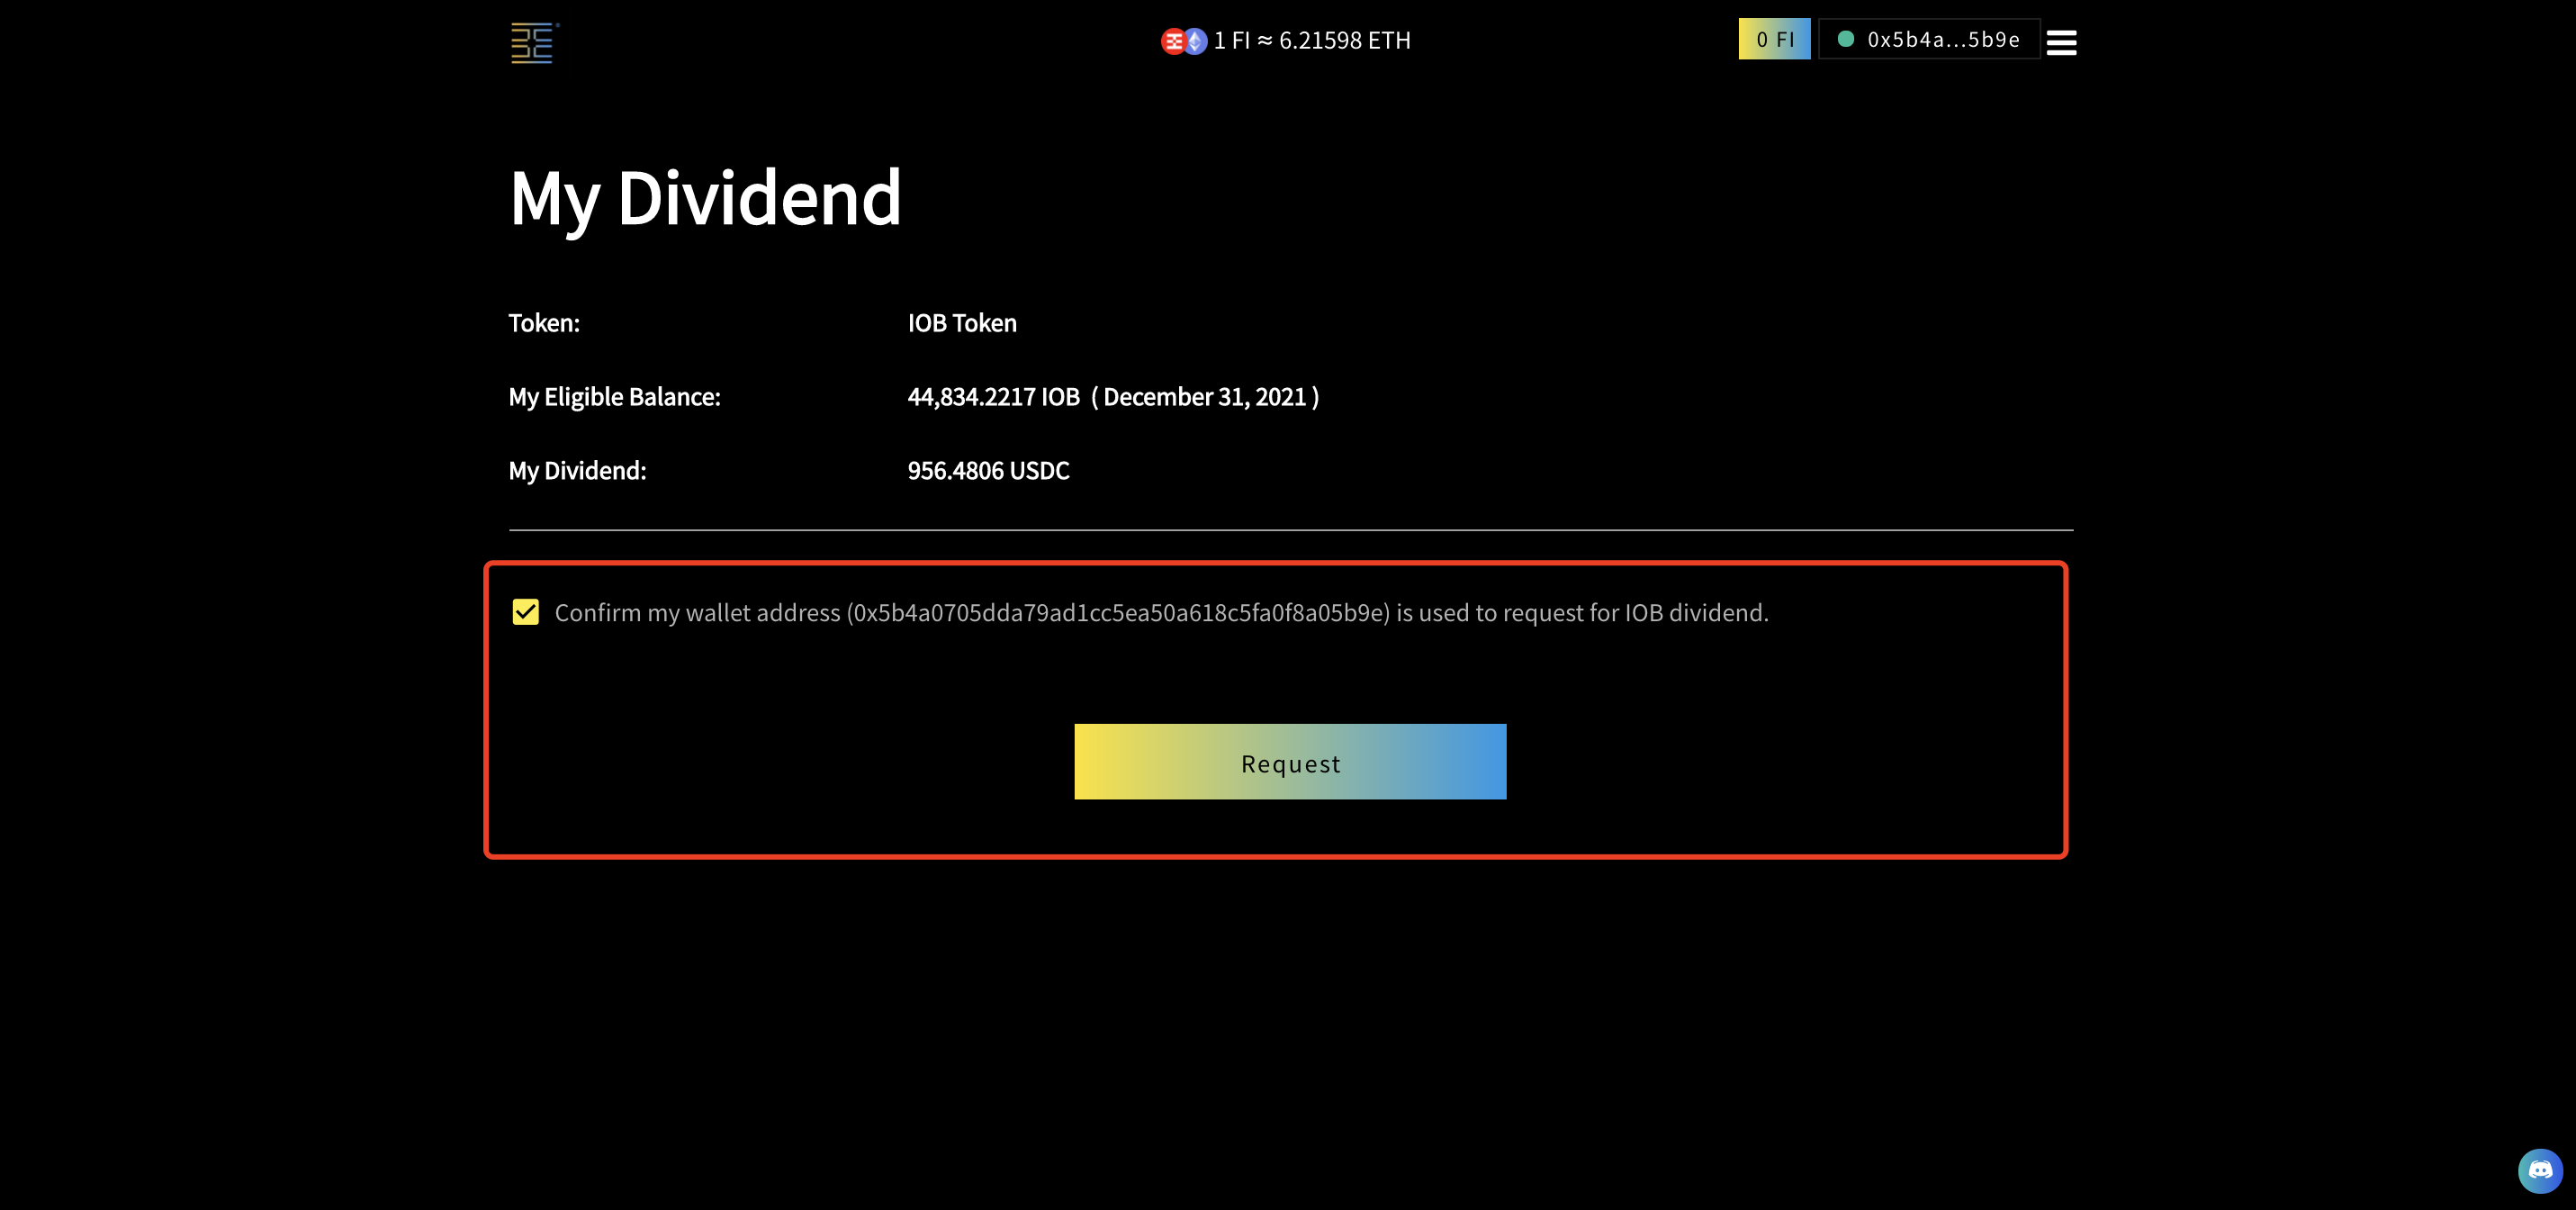 1 FI ≈ 6.21598 ETH
0 FI
0x5b4a...5b9e
My Dividend
Token: IOB Token
My Eligible Balance: 44,834.2217 IOB ( December 31, 2021 )
My Dividend: 956.4806 USDC
Confirm my wallet address (0x5b4a0705dda79ad1cc5ea50a618c5fa0f8a05b9e) is used to request for IOB dividend.
Request